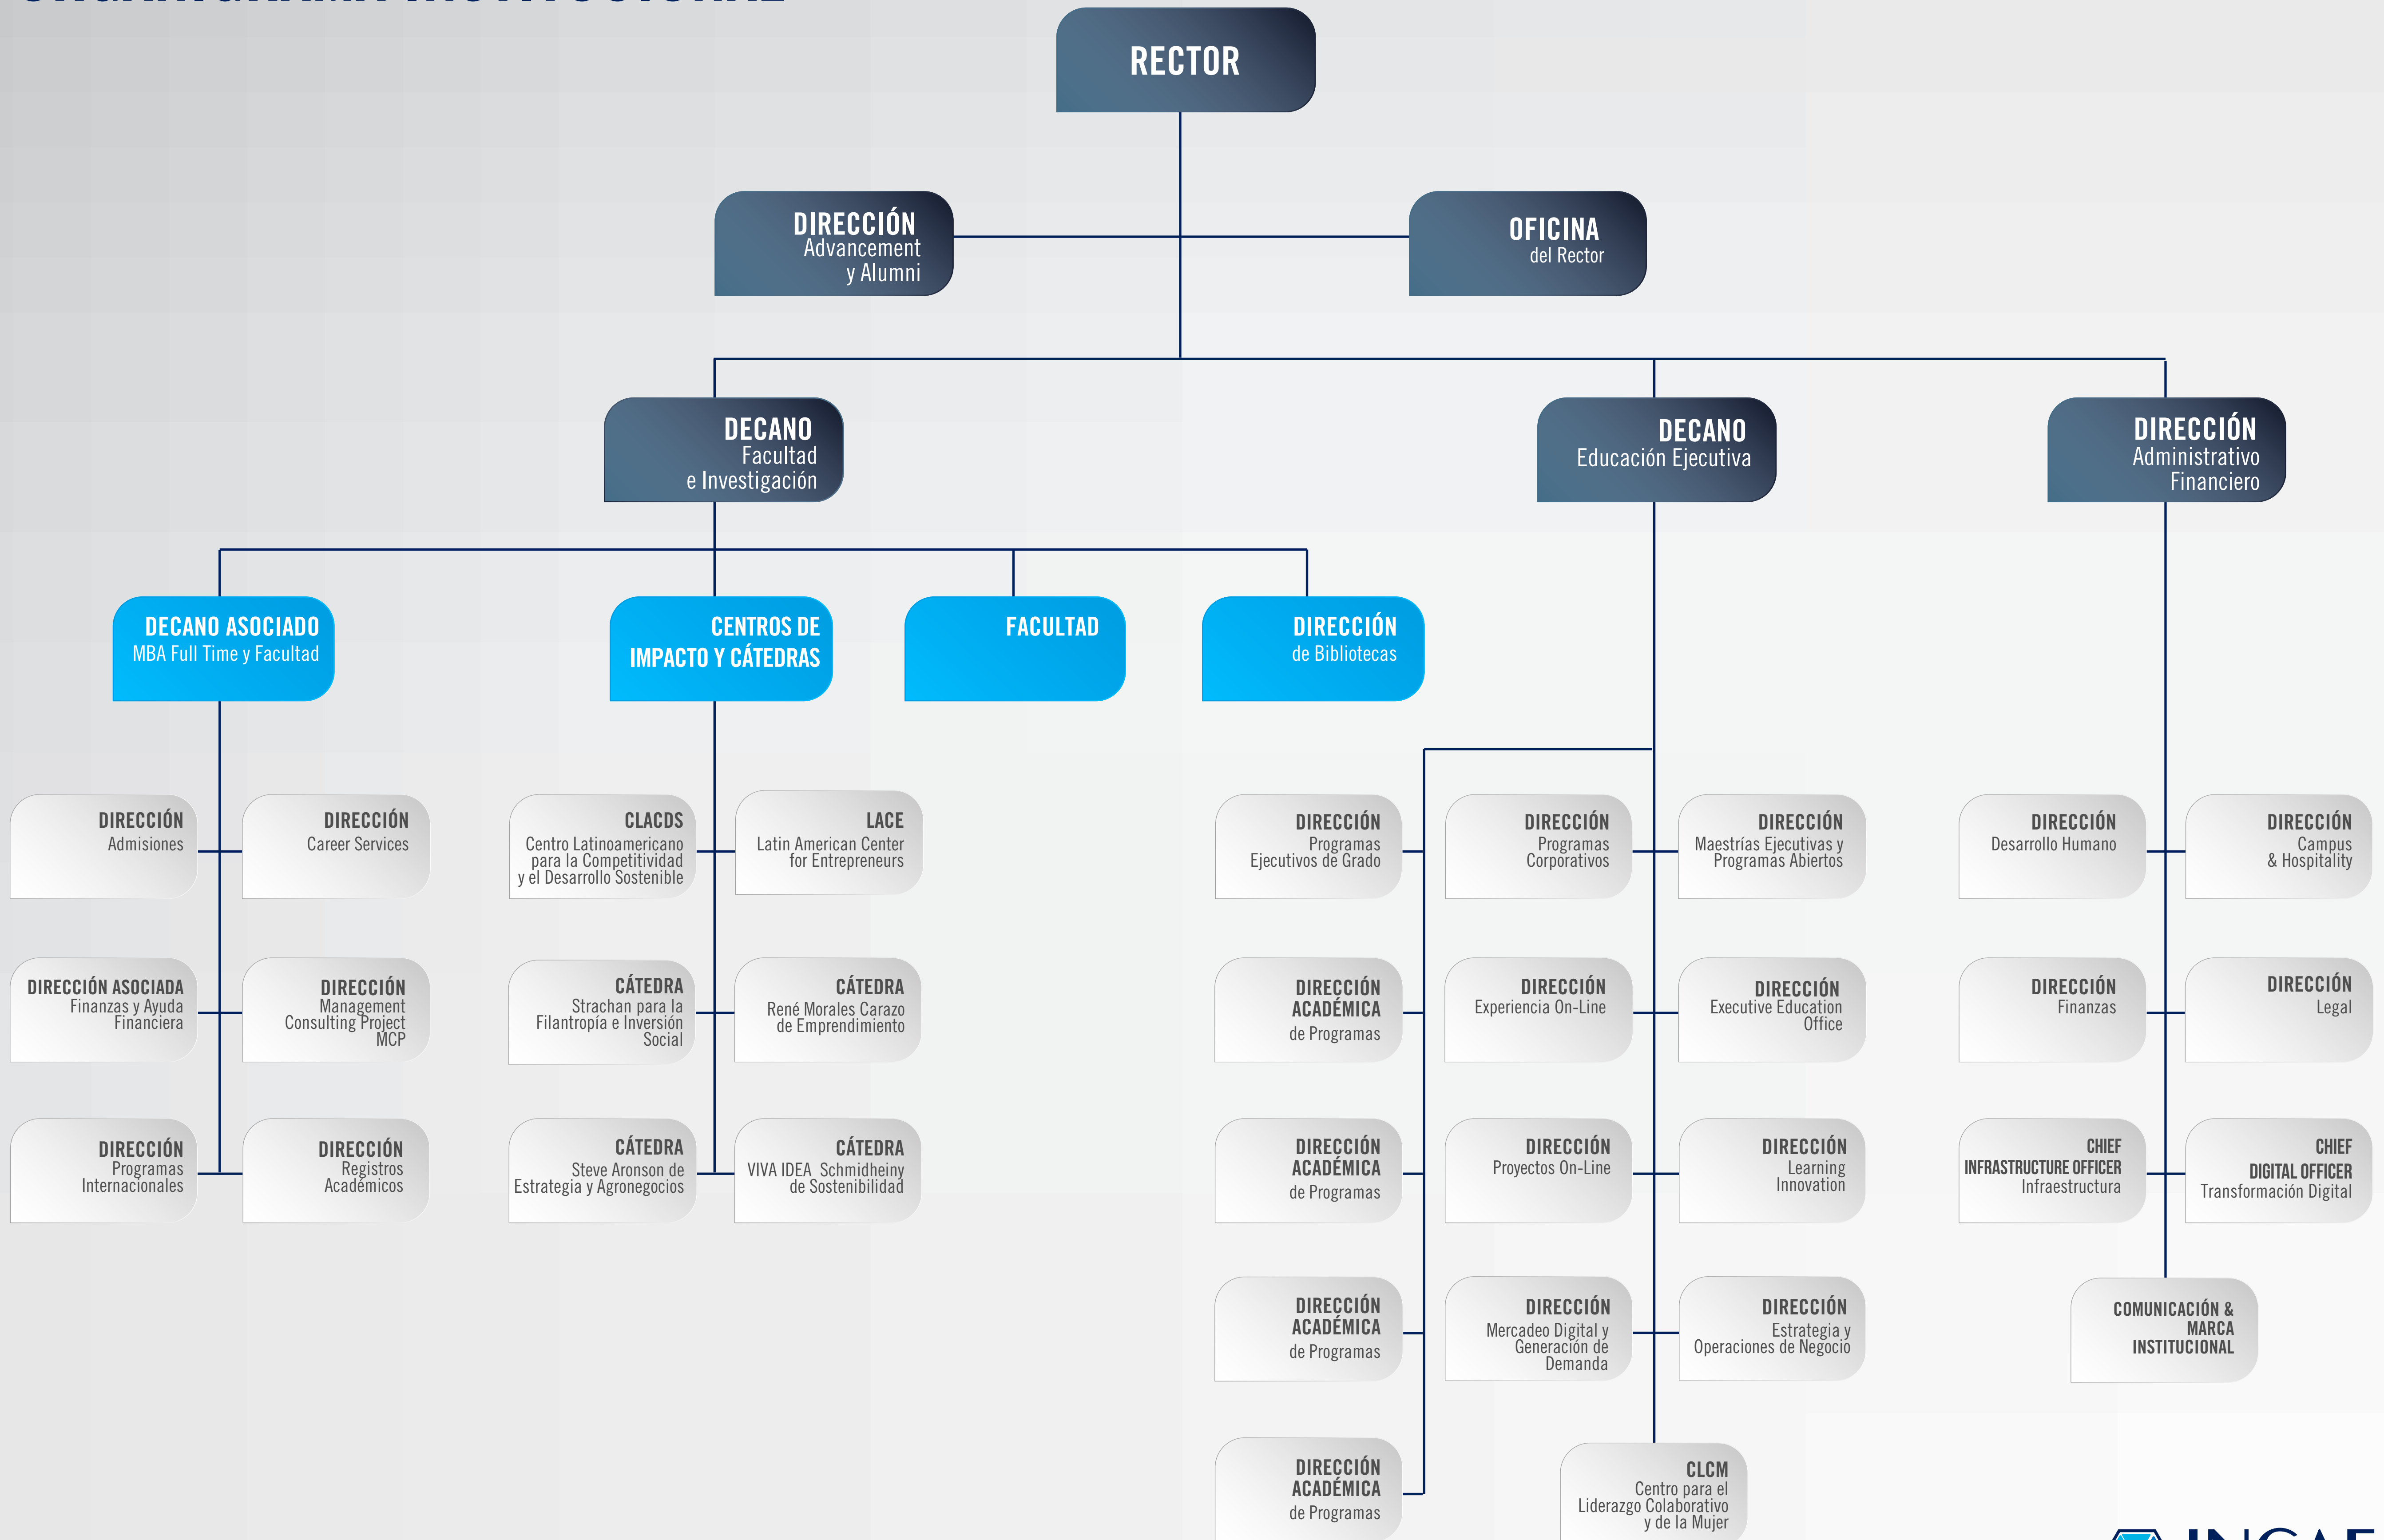 ORGANIGRAMA INSTITUCIONAL
RECTOR
DIRECCIÓN
Advancement
y Alumni
OFICINA
del Rector
DECANO
Facultad
e Investigación
DECANO
Educación Ejecutiva
DIRECCIÓN
Administrativo
Financiero
DECANO ASOCIADO
MBA Full Time y Facultad
CENTROS DE
IMPACTO Y CÁTEDRAS
FACULTAD
DIRECCIÓN
de Bibliotecas
DIRECCIÓN
Admisiones
DIRECCIÓN
Career Services
CLACDS
Centro Latinoamericano
para la Competitividad
y el Desarrollo Sostenible
LACE
Latin American Center
for Entrepreneurs
DIRECCIÓN
Programas
Ejecutivos de Grado
DIRECCIÓN
Programas
Corporativos
DIRECCIÓN
Maestrías Ejecutivas y
Programas Abiertos
DIRECCIÓN
Desarrollo Humano
DIRECCIÓN
Campus
& Hospitality
DIRECCIÓN ASOCIADA
Finanzas y Ayuda
Financiera
DIRECCIÓN
Management
Consulting Project
MCP
CÁTEDRA
Strachan para la
Filantropía e Inversión
Social
CÁTEDRA
René Morales Carazo
de Emprendimiento
DIRECCIÓN
ACADÉMICA
de Programas
DIRECCIÓN
Experiencia On-Line
DIRECCIÓN
Executive Education
Office
DIRECCIÓN
Finanzas
DIRECCIÓN
Legal
DIRECCIÓN
Programas
Internacionales
DIRECCIÓN
Registros
Académicos
CÁTEDRA
Steve Aronson de
Estrategia y Agronegocios
CÁTEDRA
VIVA IDEA Schmidheiny
de Sostenibilidad
DIRECCIÓN
ACADÉMICA
de Programas
DIRECCIÓN
Proyectos On-Line
DIRECCIÓN
Learning
Innovation
CHIEF
INFRASTRUCTURE OFFICER
Infraestructura
CHIEF
DIGITAL OFFICER
Transformación Digital
DIRECCIÓN
ACADÉMICA
de Programas
DIRECCIÓN
Mercadeo Digital y
Generación de
Demanda
DIRECCIÓN
Estrategia y
Operaciones de Negocio
COMUNICACIÓN &
MARCA
INSTITUCIONAL
DIRECCIÓN
ACADÉMICA
de Programas
CLCM
Centro para el
Liderazgo Colaborativo
y de la Mujer
INCAE